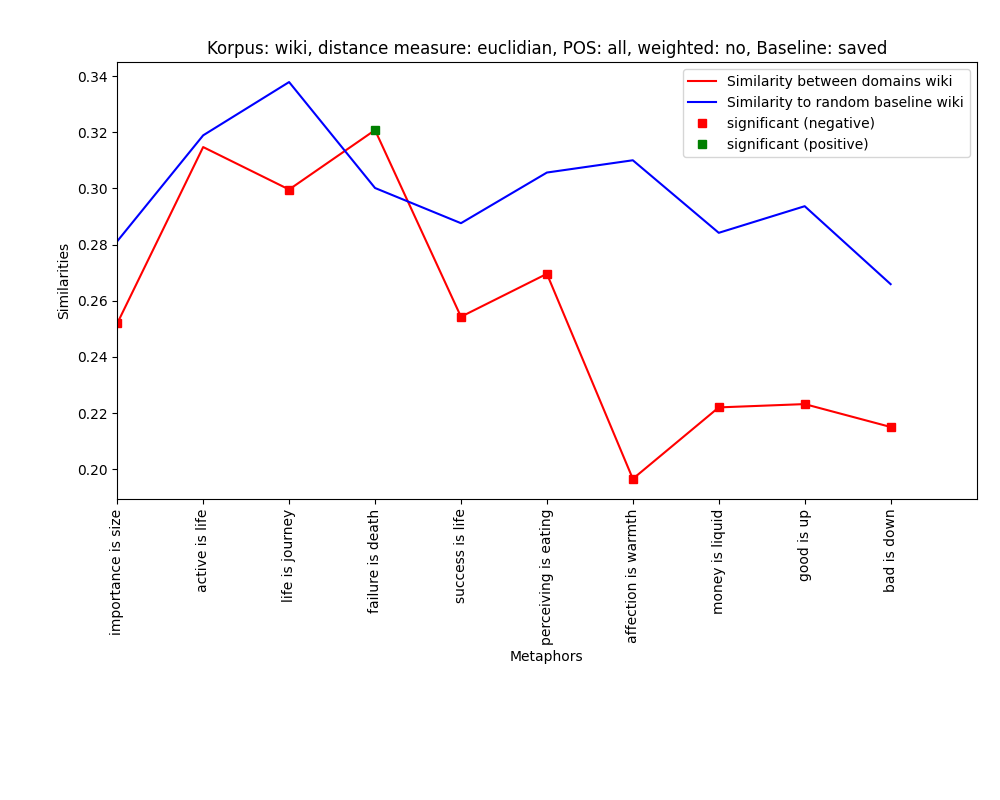 Korpus: wiki, distance measure: euclidian, POS: all, weighted: no, Baseline: saved
Similarity between domains wiki
Similarity to random baseline wiki
significant (negative)
significant (positive)
0.34
0.32
0.30
0.28
0.26
0.24
0.22
0.20
Similarities
importance is size
active is life
life is journey
failure is death
success is life
perceiving is eating
affection is warmth
money is liquid
good is up
bad is down
Metaphors